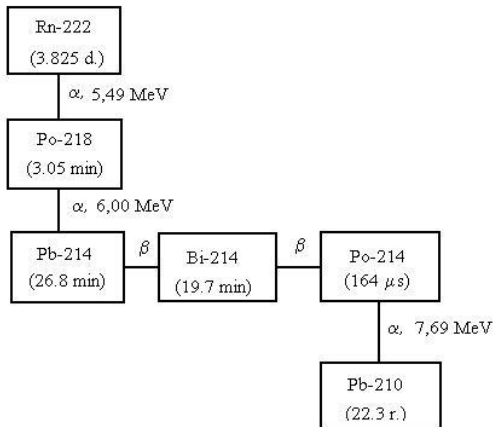 Rn-222
(3.825 d.)
α, 5,49 MeV
Po-218
(3.05 min)
α, 6,00 MeV
Pb-214
(26.8 min)
β
Bi-214
(19.7 min)
β
Po-214
(164 μs)
α, 7,69 MeV
Pb-210
(22.3 r.)